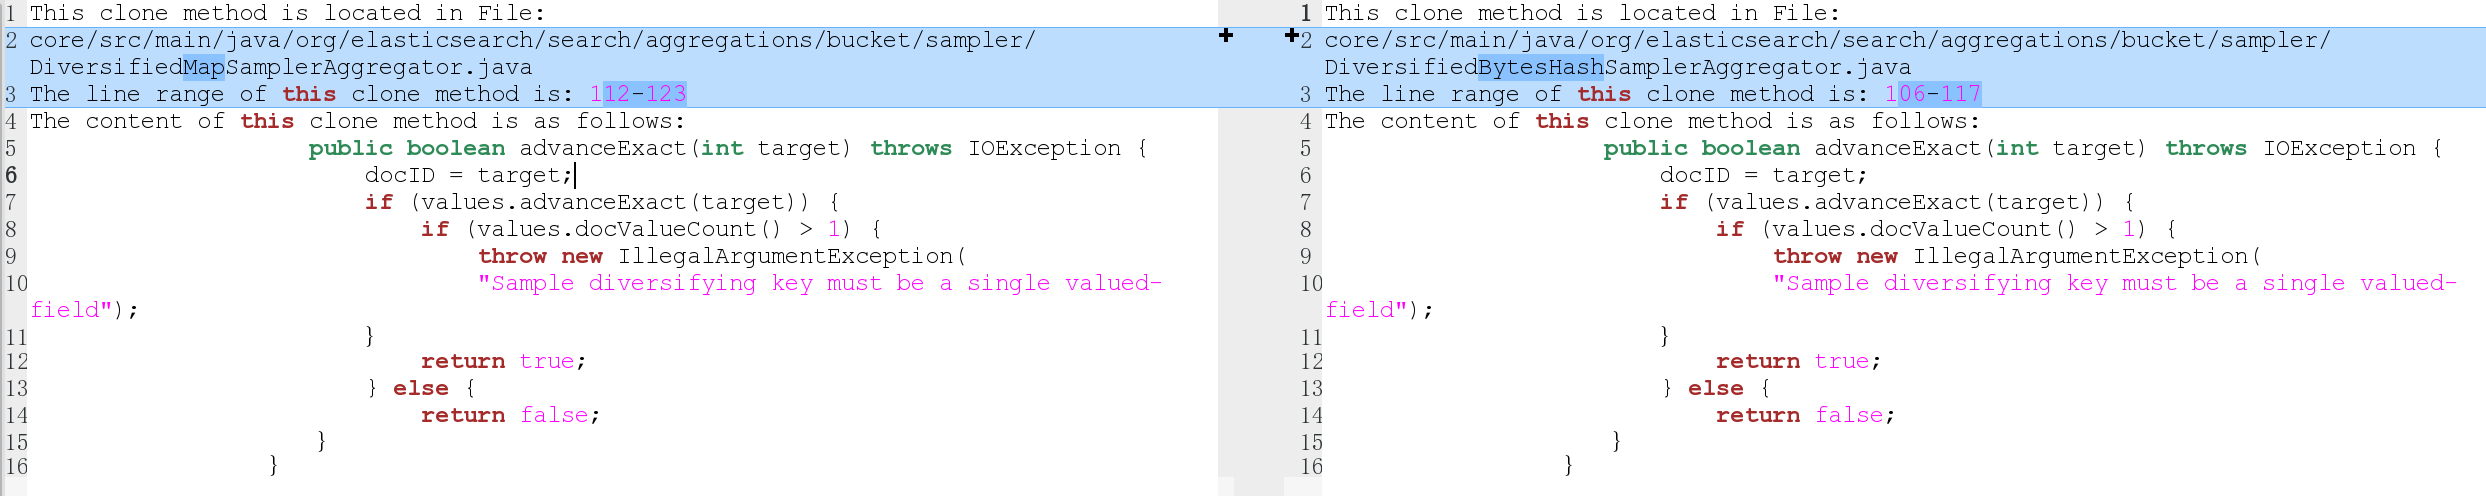 1 This clone method is located in File:
2 core/src/main/java/org/elasticsearch/search/aggregations/bucket/sampler/
DiversifiedMapSamplerAggregator.java
3 The line range of this clone method is: 112-123
4 The content of this clone method is as follows:
5 public boolean advanceExact(int target) throws IOException {
6 docID = target;
7 if (values.advanceExact(target)) {
8 if (values.docValueCount() > 1) {
9 throw new IllegalArgumentException(
10 "Sample diversifying key must be a single valued-
field");
11 }
12 return true;
13 } else {
14 return false;
15 }
16 }
1 This clone method is located in File:
2 core/src/main/java/org/elasticsearch/search/aggregations/bucket/sampler/
DiversifiedBytesHashSamplerAggregator.java
3 The line range of this clone method is: 106-117
4 The content of this clone method is as follows:
5 public boolean advanceExact(int target) throws IOException {
6 docID = target;
7 if (values.advanceExact(target)) {
8 if (values.docValueCount() > 1) {
9 throw new IllegalArgumentException(
10 "Sample diversifying key must be a single valued-
field");
11 }
12 return true;
13 } else {
14 return false;
15 }
16 }